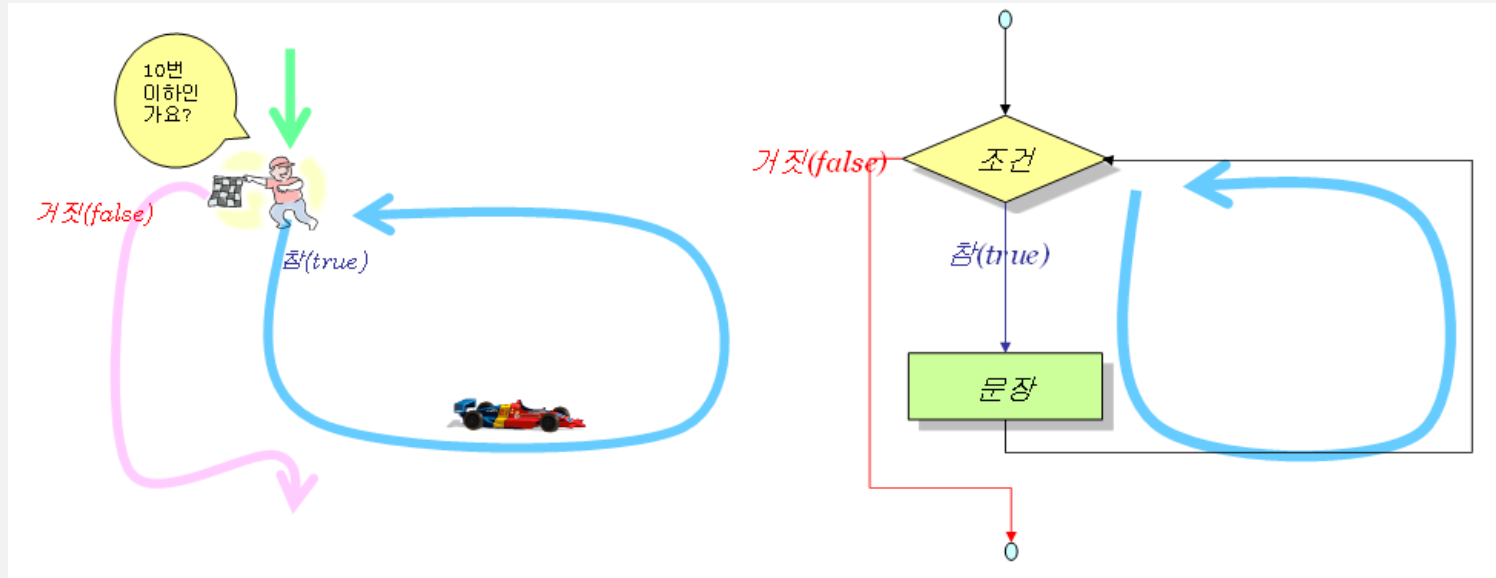 10번
이하인
가요?
거짓(false)
참(true)
조건
거짓(false)
참(true)
문장